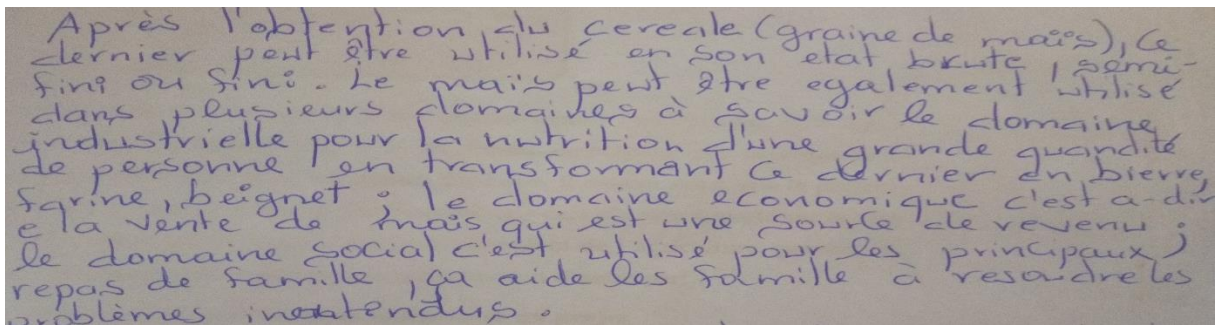 Après l'obtention du cereale (graine de maïs), ce
dernier peut être utilisé en son etat brute, semi-
fini ou fini. Le maïs peut être egalement utilisé
dans plusieurs domaines à savoir le domaine
industrielle pour la nutrition d'une grande quandité
de personne en transformant ce dernier en bierre,
farine, beignet ; le domaine economique c'est a-dir
e la vente de maïs qui est une source de revenu ;
le domaine social c'est utilisé pour les principaux
repas de famille, ça aide les famille à resoudre les
problèmes inattendus.